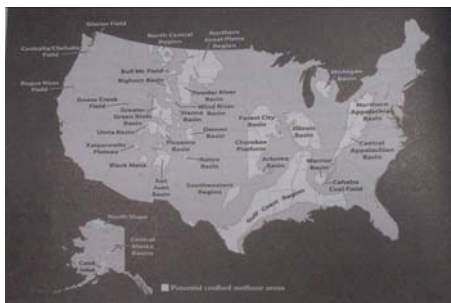 Glacier Field
Centralia/Chehalis
Field
North Central
Region
Northern
Great Plains
Region
Michigan
Basin
Rogue River
Field
Bull Mt. Field
Bighorn Basin
Powder River
Basin
Wind River
Basin
Goose Creek
Field
Greater
Green River
Basin
Hanna
Basin
Forest City
Basin
Illinois
Basin
Northern
Appalachian
Basin
Denver
Basin
Uinta Basin
Cherokee
Platform
Central
Appalachian
Basin
Kaiparowits
Plateau
Piceance
Basin
Arkoma
Basin
Warrior
Basin
Black Mesa
Raton
Basin
Cahaba
Coal Field
San
Juan
Basin
Southwestern
Region
Gulf Coast Region
North Slope
Central
Alaska
Basins
Cook
Inlet
Potential coalbed methane areas